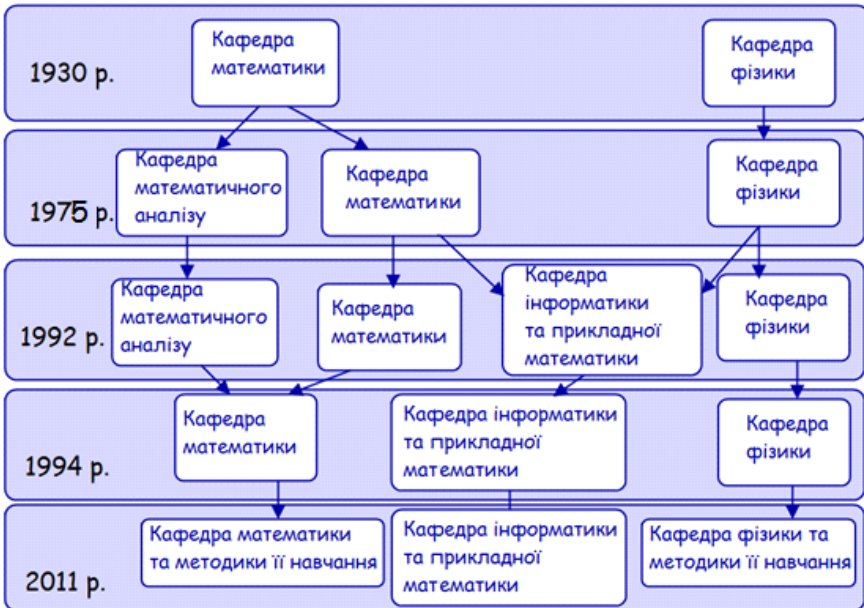 1930 р.
Кафедра
математики
Кафедра
фізики
1975 р.
Кафедра
математичного
аналізу
Кафедра
математики
Кафедра
фізики
1992 р.
Кафедра
математичного
аналізу
Кафедра
математики
Кафедра
інформатики
та прикладної
математики
Кафедра
фізики
1994 р.
Кафедра
математики
Кафедра інформатики
та прикладної
математики
Кафедра
фізики
2011 р.
Кафедра математики
та методики її навчання
Кафедра інформатики
та прикладної
математики
Кафедра фізики та
методики її навчання